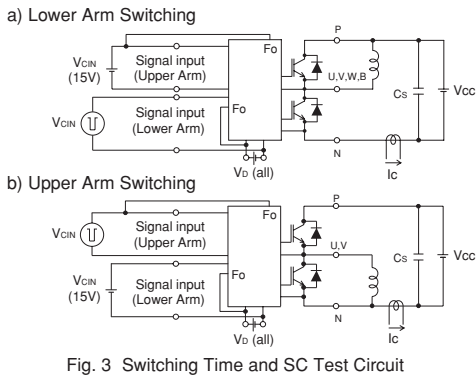 a) Lower Arm Switching
P
Fo
VCIN
(15V)
Signal input
(Upper Arm)
U,V,W,B
CS
VCC
Signal input
(Lower Arm)
VCIN
Fo
N
VD (all)
IC
b) Upper Arm Switching
P
Fo
VCIN
Signal input
(Upper Arm)
U,V
CS
VCC
VCIN
(15V)
Signal input
(Lower Arm)
Fo
N
VD (all)
IC
Fig. 3 Switching Time and SC Test Circuit